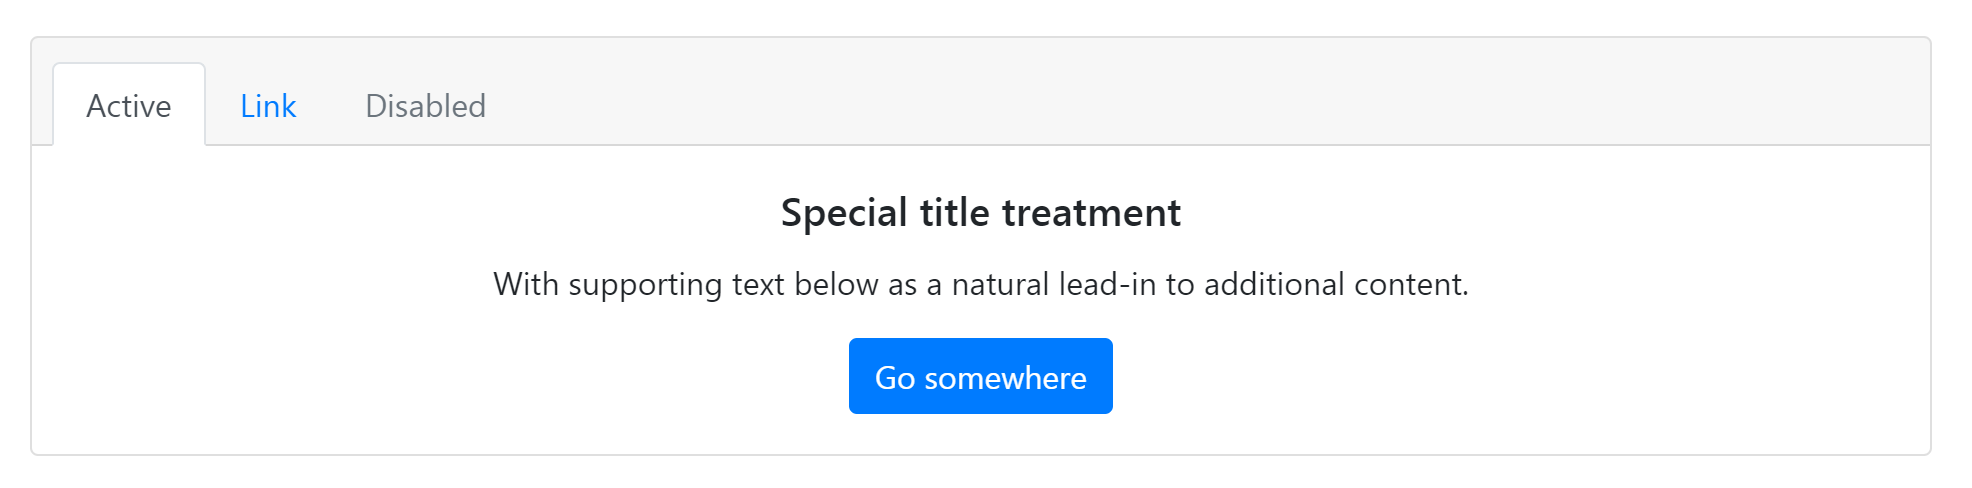 Active Link Disabled
Special title treatment
With supporting text below as a natural lead-in to additional content.
Go somewhere